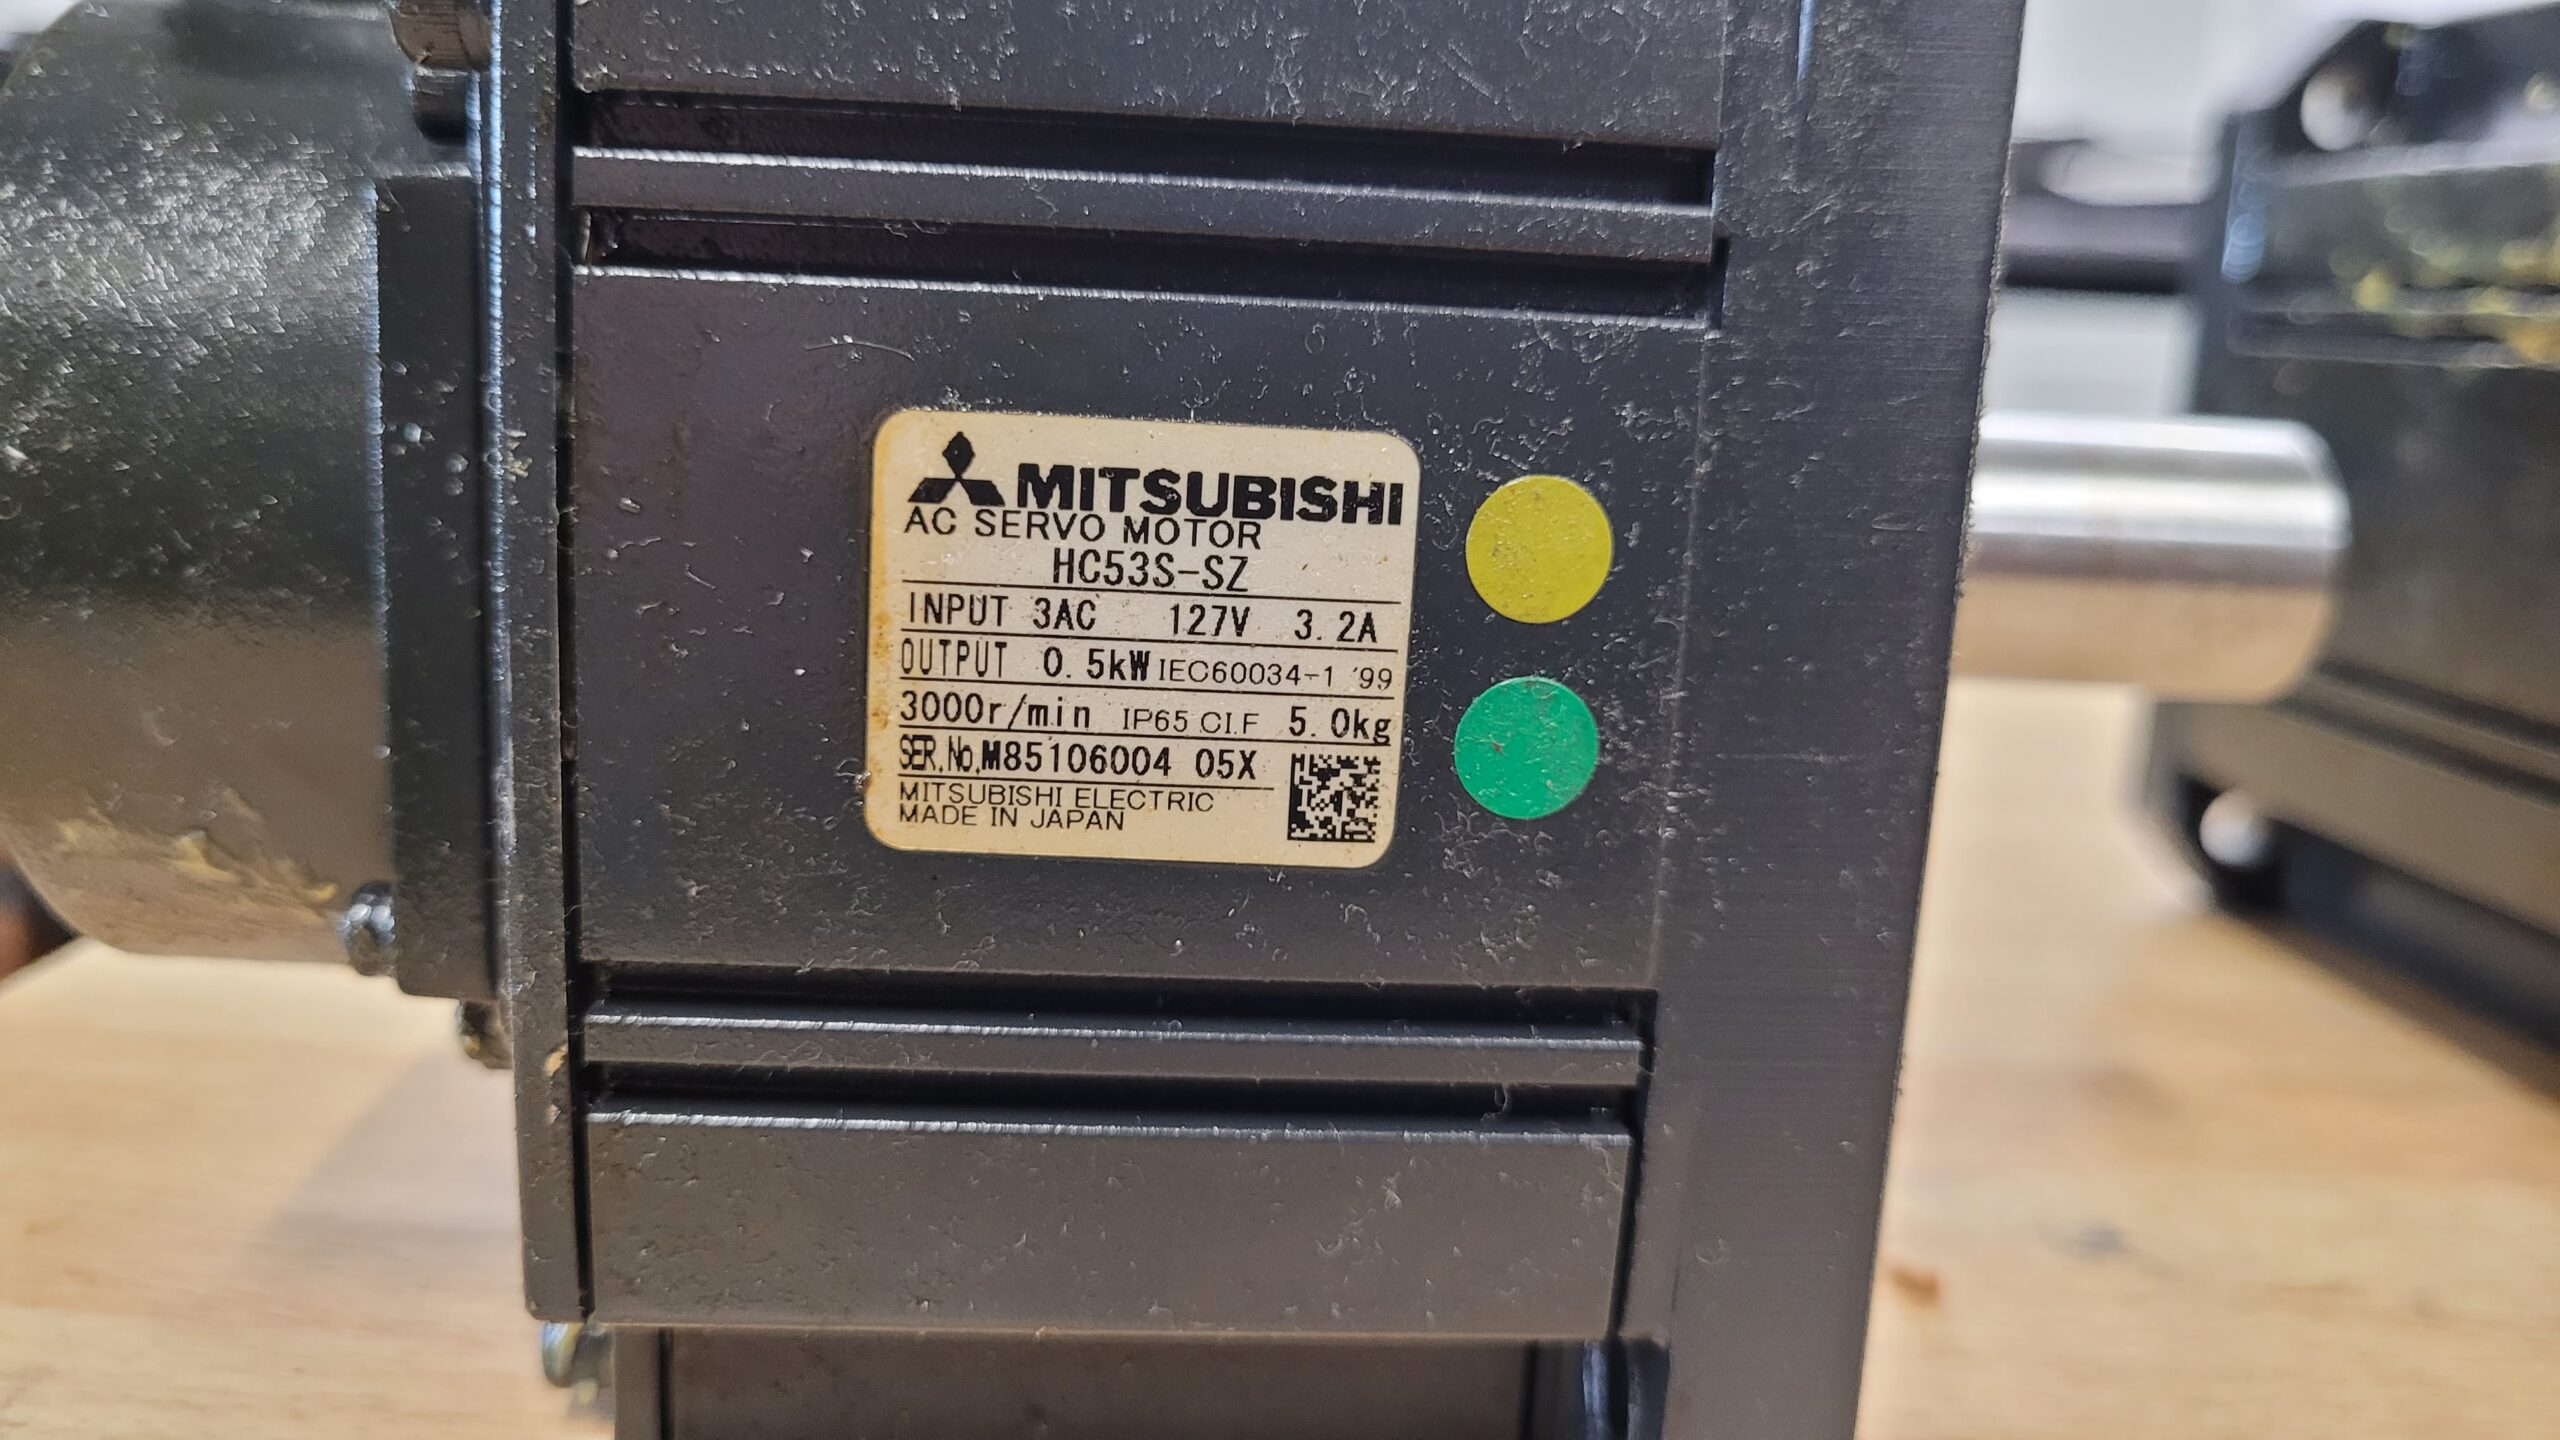 MITSUBISHI
AC SERVO MOTOR
HC53S-SZ
INPUT 3AC 127V 3.2A
OUTPUT 0.5kW IEC60034-1 '99
3000r/min IP65 CI.F 5.0kg
SER.No.M85106004 05X
MITSUBISHI ELECTRIC
MADE IN JAPAN